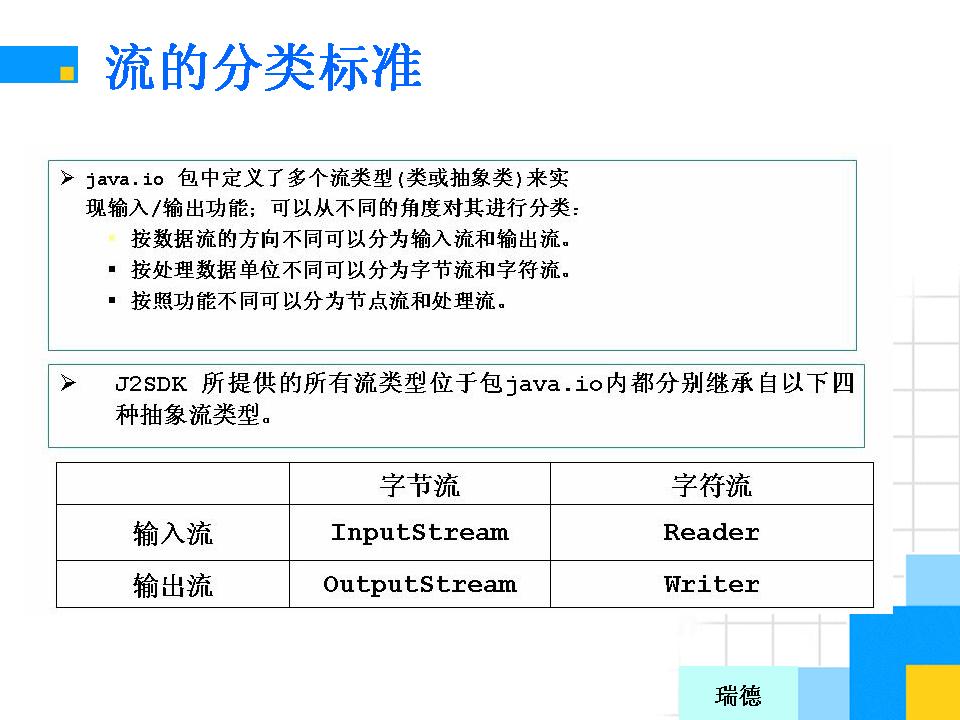 流的分类标准
➢ java.io 包中定义了多个流类型(类或抽象类)来实
现输入/输出功能; 可以从不同的角度对其进行分类:
▪ 按数据流的方向不同可以分为输入流和输出流。
▪ 按处理数据单位不同可以分为字节流和字符流。
▪ 按照功能不同可以分为节点流和处理流。
➢ J2SDK 所提供的所有流类型位于包java.io内都分别继承自以下四
种抽象流类型。
字节流 字符流
输入流 InputStream Reader
输出流 OutputStream Writer
瑞德